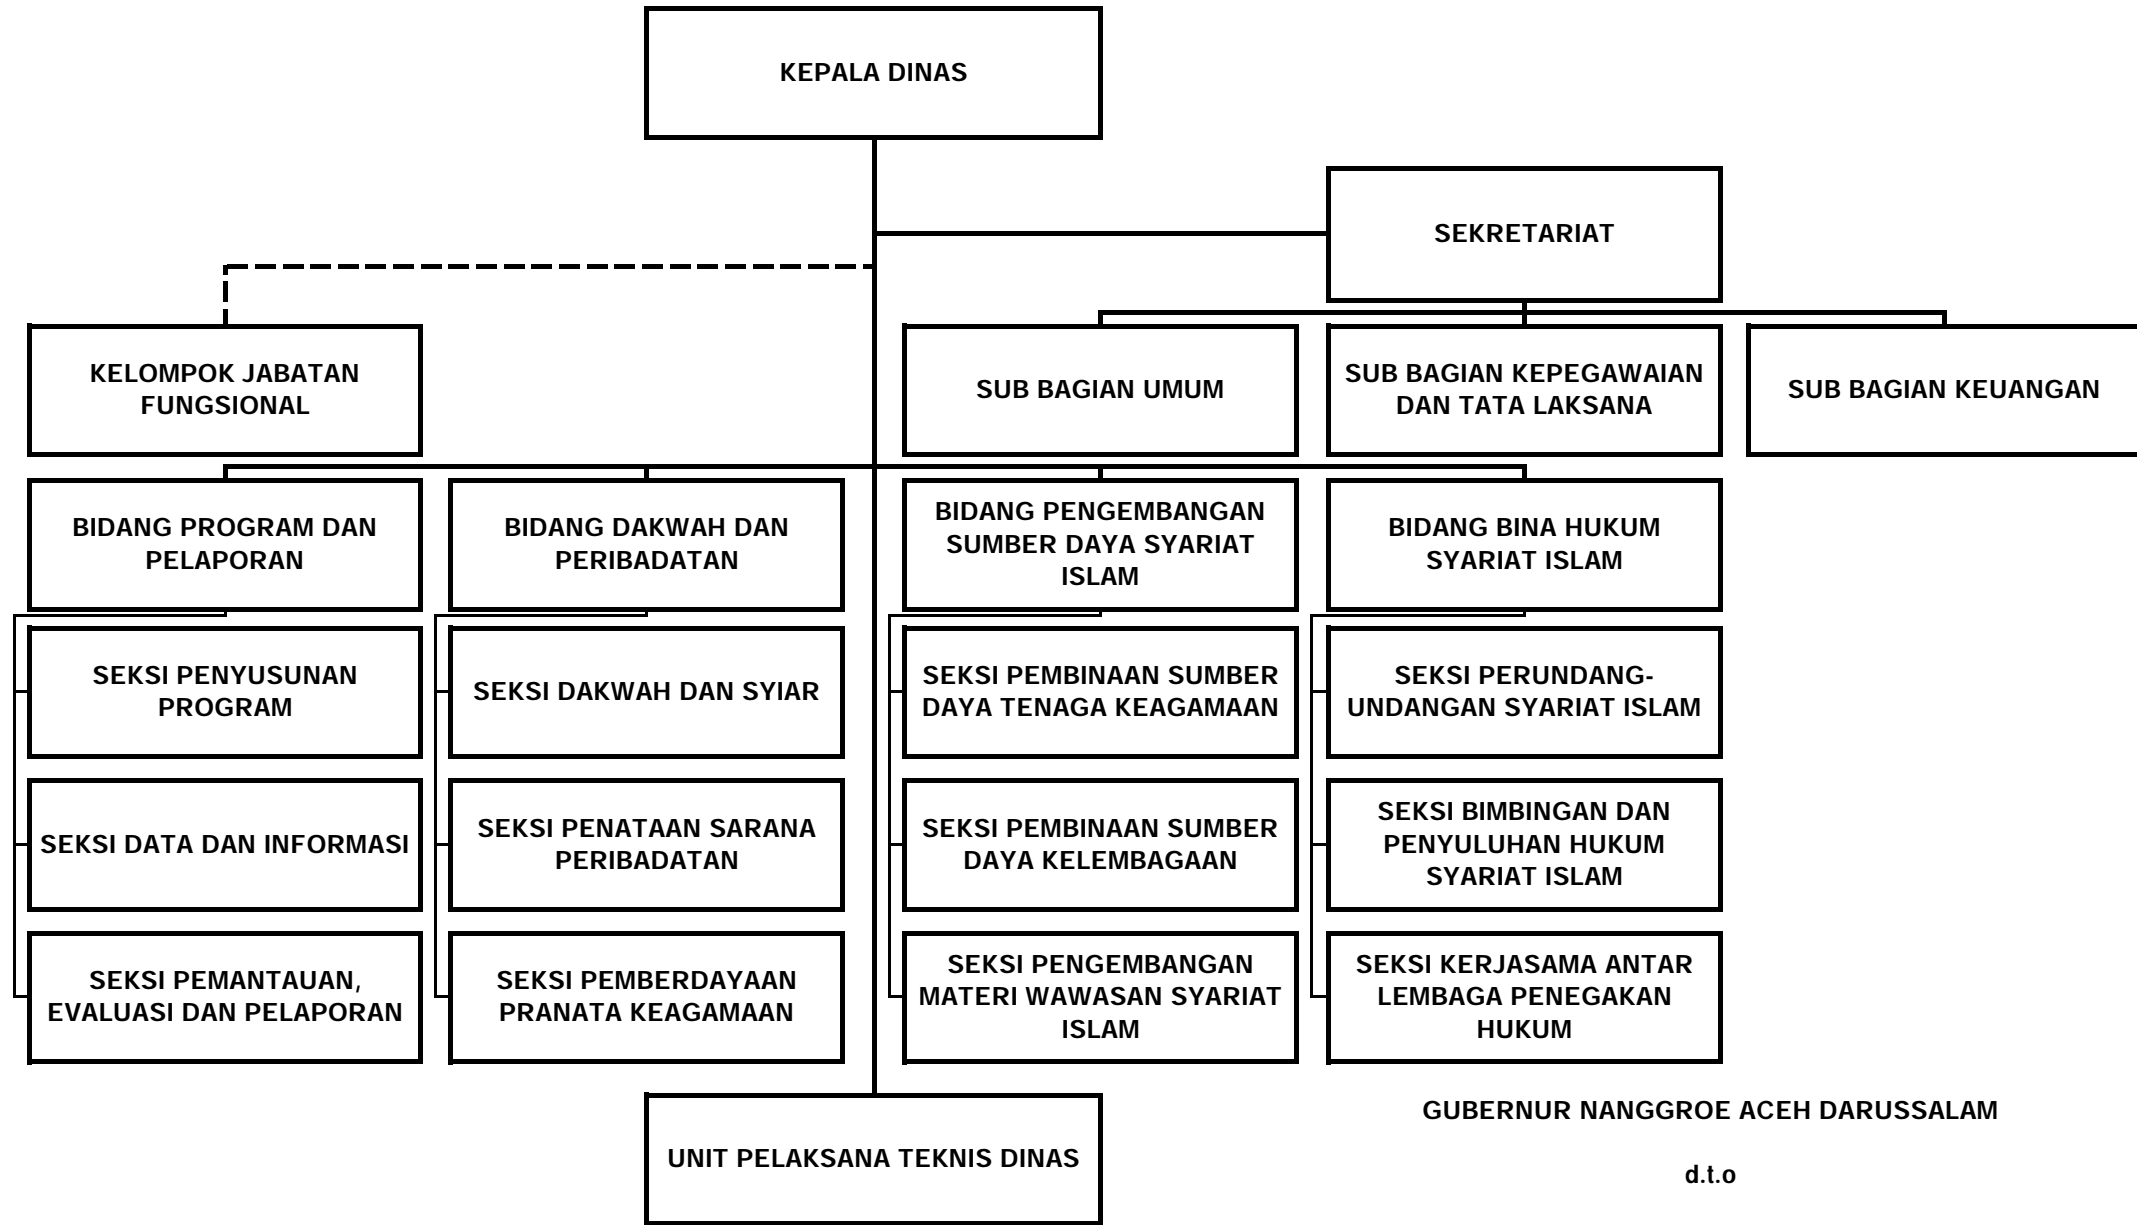 KEPALA DINAS
SEKRETARIAT
KELOMPOK JABATAN
FUNGSIONAL
SUB BAGIAN UMUM
SUB BAGIAN KEPEGAWAIAN
DAN TATA LAKSANA
SUB BAGIAN KEUANGAN
BIDANG PROGRAM DAN
PELAPORAN
BIDANG DAKWAH DAN
PERIBADATAN
BIDANG PENGEMBANGAN
SUMBER DAYA SYARIAT
ISLAM
BIDANG BINA HUKUM
SYARIAT ISLAM
SEKSI PENYUSUNAN
PROGRAM
SEKSI DAKWAH DAN SYIAR
SEKSI PEMBINAAN SUMBER
DAYA TENAGA KEAGAMAAN
SEKSI PERUNDANG-
UNDANGAN SYARIAT ISLAM
SEKSI DATA DAN INFORMASI
SEKSI PENATAAN SARANA
PERIBADATAN
SEKSI PEMBINAAN SUMBER
DAYA KELEMBAGAAN
SEKSI BIMBINGAN DAN
PENYULUHAN HUKUM
SYARIAT ISLAM
SEKSI PEMANTAUAN,
EVALUASI DAN PELAPORAN
SEKSI PEMBERDAYAAN
PRANATA KEAGAMAAN
SEKSI PENGEMBANGAN
MATERI WAWASAN SYARIAT
ISLAM
SEKSI KERJASAMA ANTAR
LEMBAGA PENEGAKAN
HUKUM
UNIT PELAKSANA TEKNIS DINAS
GUBERNUR NANGGROE ACEH DARUSSALAM
d.t.o